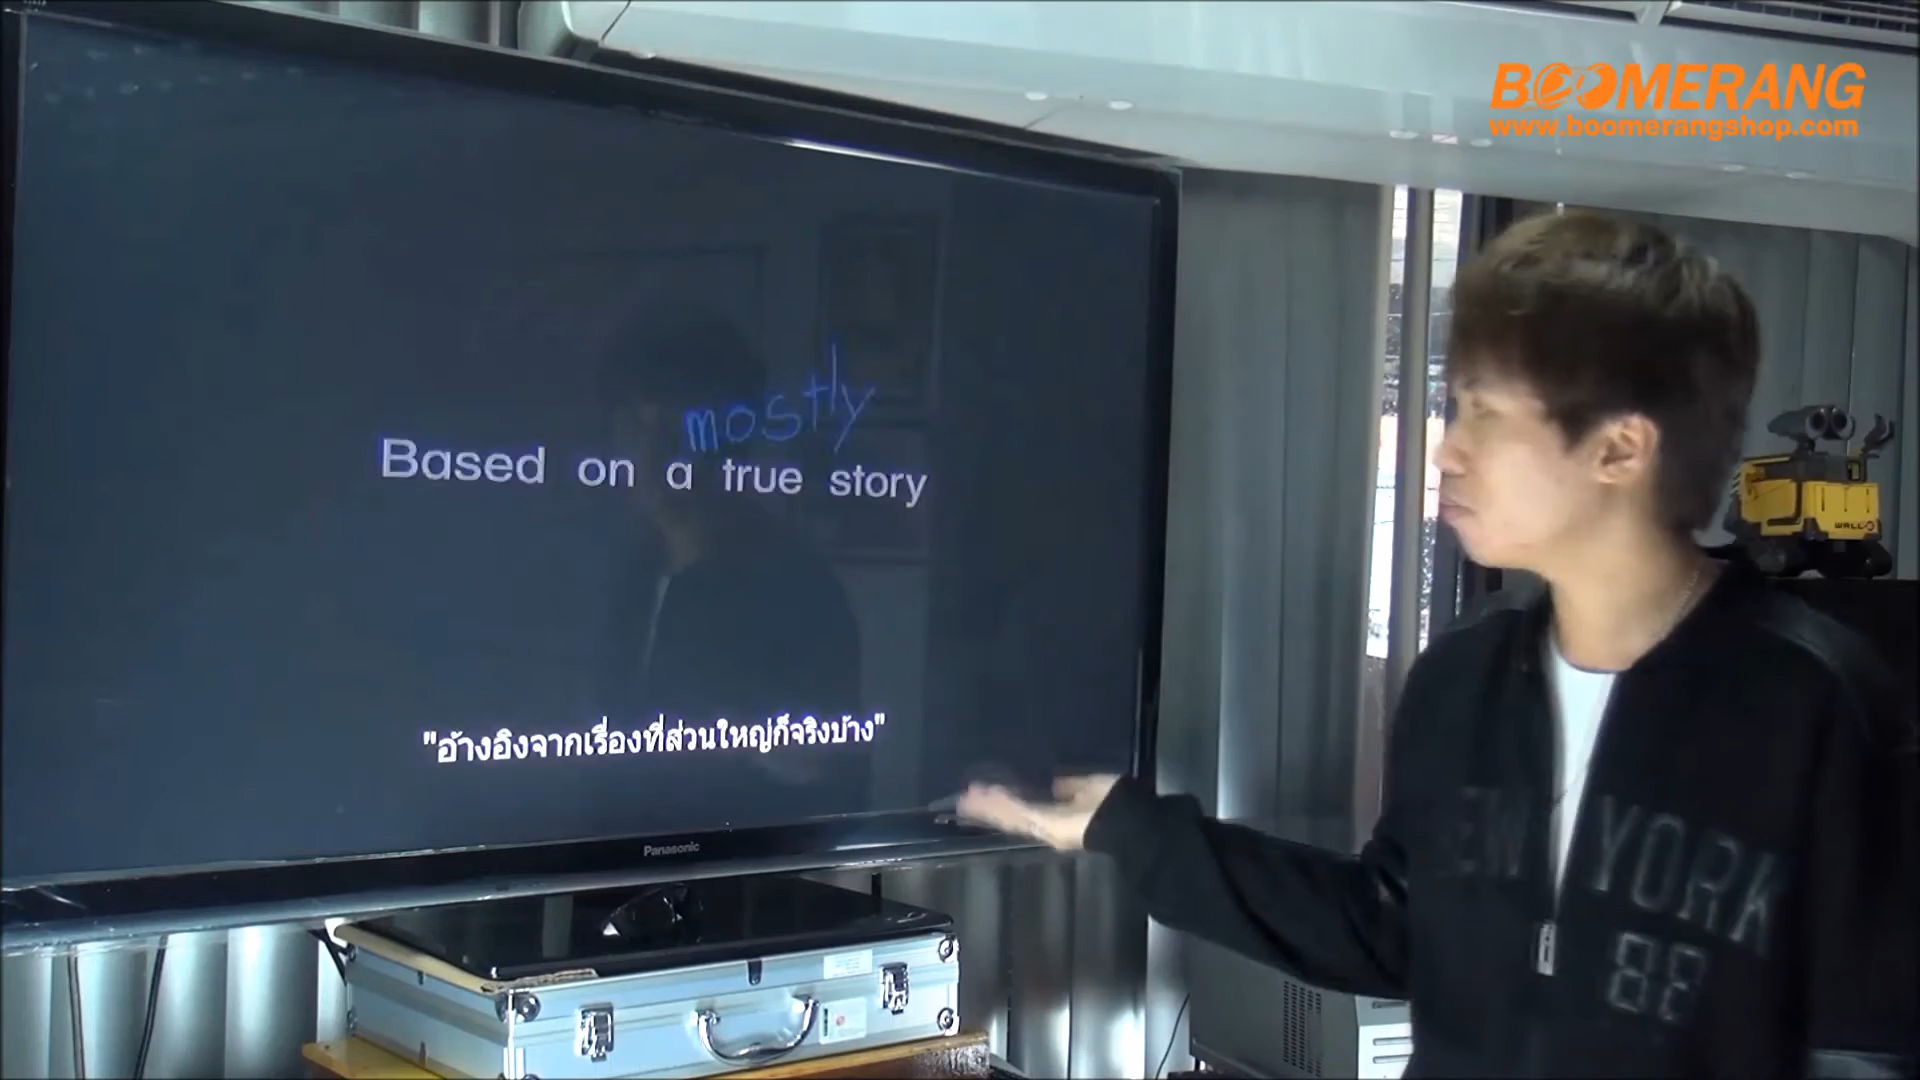 BOOMERANG
www.boomerangshop.com
mostly
Based on a true story
"อ้างอิงจากเรื่องที่ส่วนใหญ่ก็จริงบ้าง"
Panasonic
WALL•E
NEW YORK
88